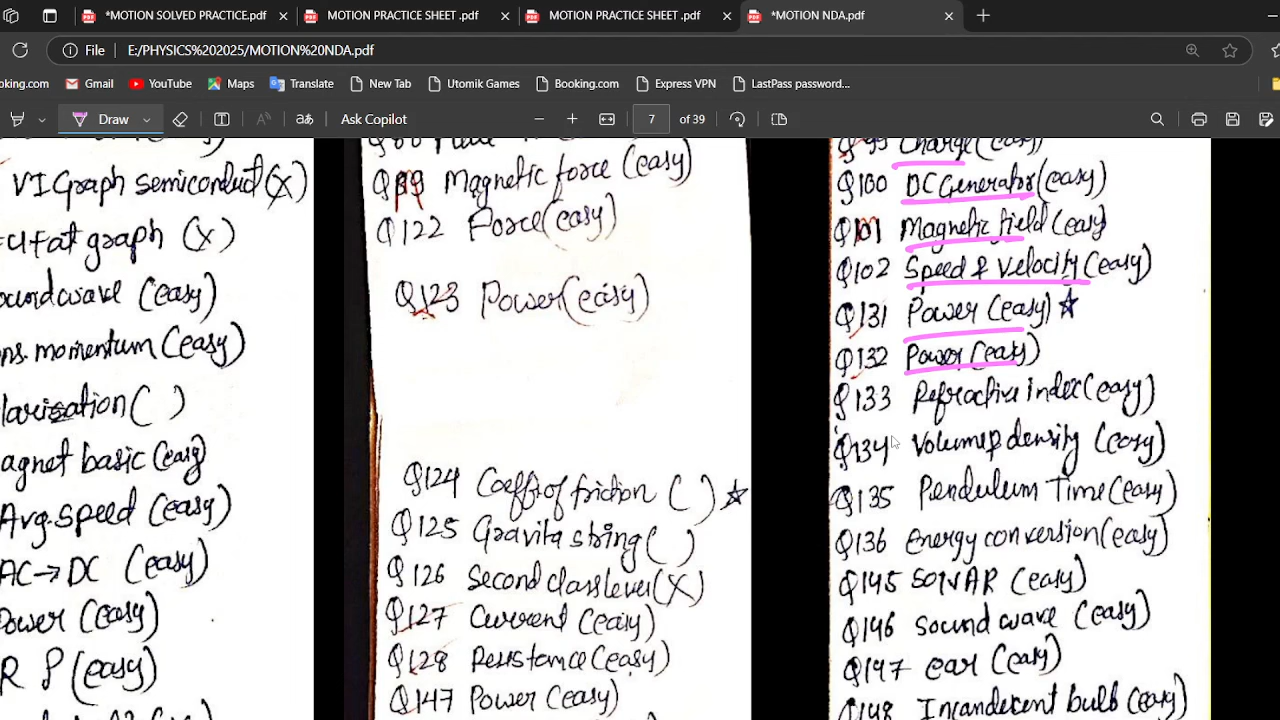 *MOTION SOLVED PRACTICE.pdf
MOTION PRACTICE SHEET .pdf
MOTION PRACTICE SHEET .pdf
*MOTION NDA.pdf
File
E:/PHYSICS%202025/MOTION%20NDA.pdf
oking.com
Gmail
YouTube
Maps
Translate
New Tab
Utomik Games
Booking.com
Express VPN
LastPass password...
Draw
Ask Copilot
7 of 39
VI Graph semiconduct(X)
graph (X)
oundwave (easy)
ns. momentum (easy)
larisation ( )
agnet basic (easy)
Avg. speed (easy)
AC→DC (easy)
Power (easy)
R ρ (easy)
Magnetic force (easy)
Q122 Force (easy)
Q123 Power (easy)
Q124 Coeff. of friction ( ) ☆
Q125 Gravita string ( )
Q126 Second class lever (X)
Q127 Current (easy)
Q128 Resistance (easy)
Q147 Power (easy)
Q99 Charge (easy)
Q100 DC Generator (easy)
Q101 Magnetic field (easy)
Q102 Speed & Velocity (easy)
Q131 Power (easy) ★
Q132 Power (easy)
Q133 Refractive index (easy)
Q134 Volume density (easy)
Q135 Pendulum Time (easy)
Q136 Energy conversion (easy)
Q145 (easy)
Q146 Sound wave (easy)
Q147 ear (easy)
Q148 Incandecent bulb (easy)